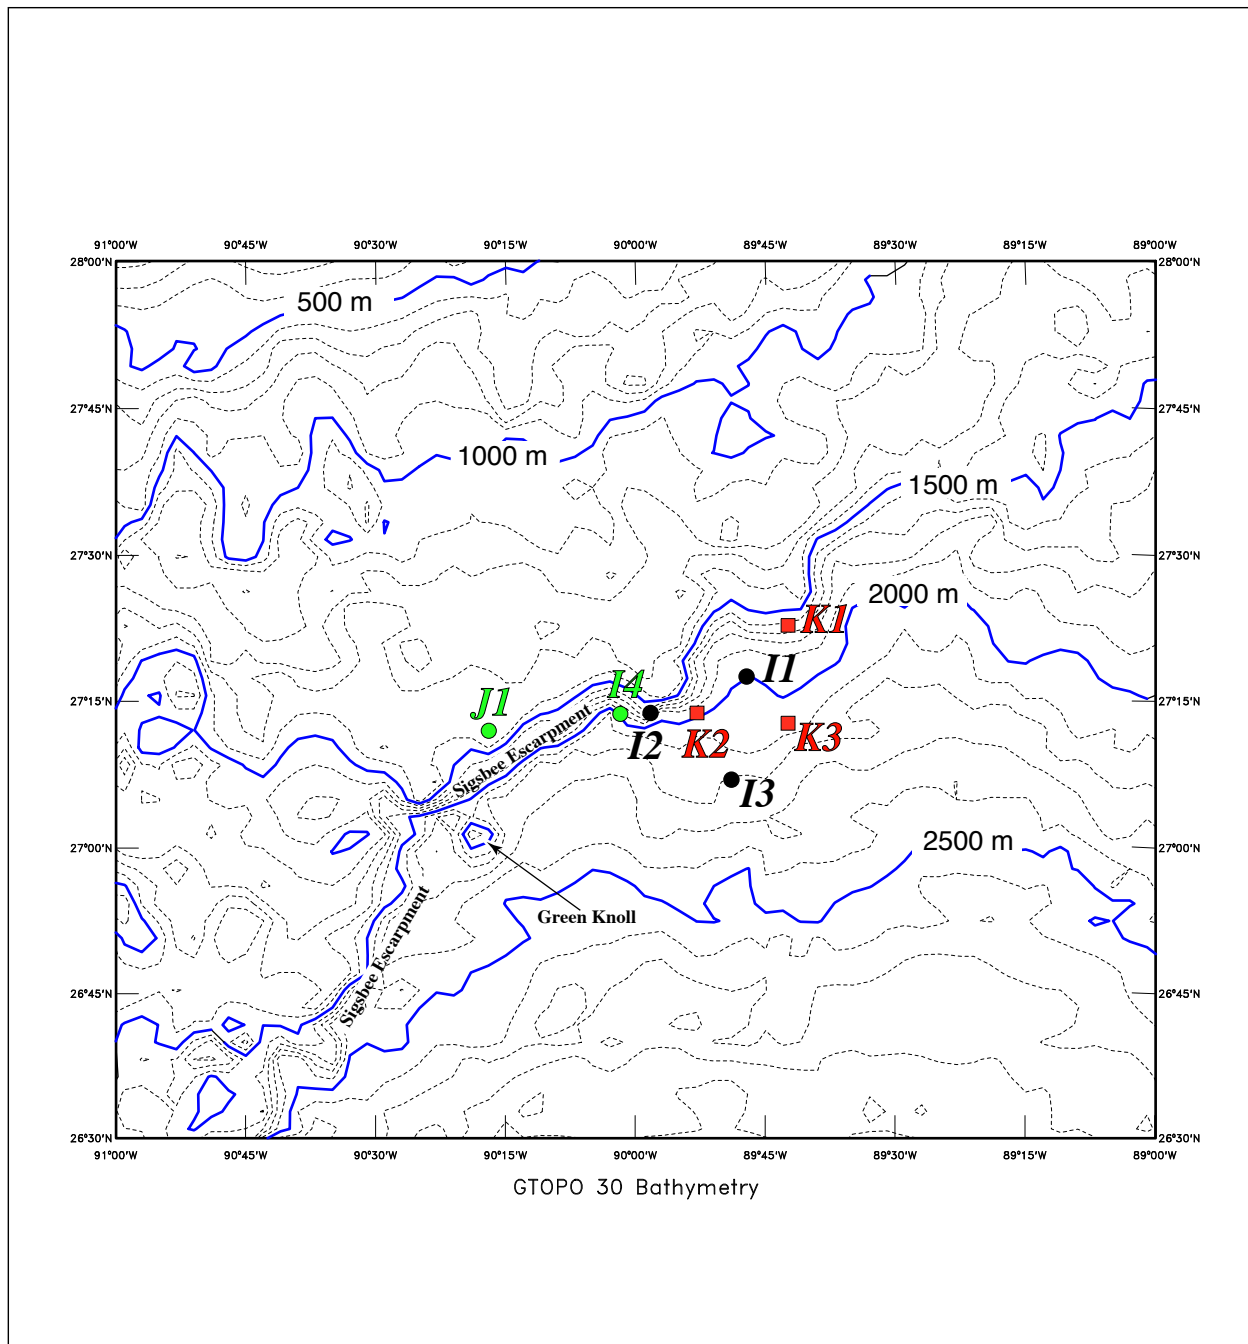 91°00'W 90°45'W 90°30'W 90°15'W 90°00'W 89°45'W 89°30'W 89°15'W 89°00'W
28°00'N 28°00'N
500 m
27°45'N 27°45'N
1000 m
1500 m
27°30'N 27°30'N
2000 m
K1
I1
27°15'N I4 27°15'N
J1
Sigsbee Escarpment
I2 K2 K3
I3
27°00'N 2500 m 27°00'N
Green Knoll
Sigsbee Escarpment
26°45'N 26°45'N
26°30'N 26°30'N
91°00'W 90°45'W 90°30'W 90°15'W 90°00'W 89°45'W 89°30'W 89°15'W 89°00'W
GTOPO 30 Bathymetry